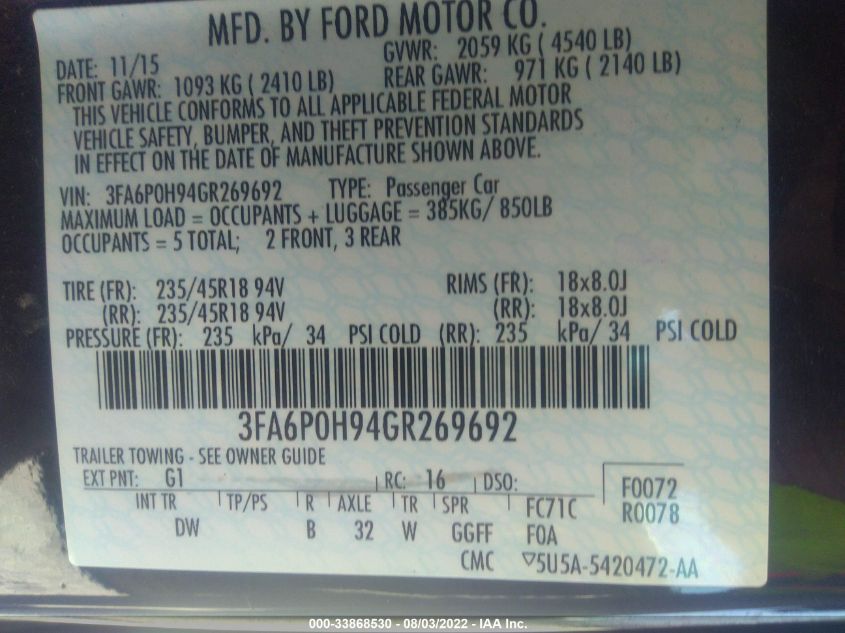 MFD. BY FORD MOTOR CO.
DATE: 11/15 GVWR: 2059 KG ( 4540 LB)
FRONT GAWR: 1093 KG ( 2410 LB) REAR GAWR: 971 KG ( 2140 LB)
THIS VEHICLE CONFORMS TO ALL APPLICABLE FEDERAL MOTOR
VEHICLE SAFETY, BUMPER, AND THEFT PREVENTION STANDARDS
IN EFFECT ON THE DATE OF MANUFACTURE SHOWN ABOVE.
VIN: 3FA6P0H94GR269692 TYPE: Passenger Car
MAXIMUM LOAD = OCCUPANTS + LUGGAGE = 385KG/ 850LB
OCCUPANTS = 5 TOTAL; 2 FRONT, 3 REAR
TIRE (FR): 235/45R18 94V RIMS (FR): 18x8.0J
(RR): 235/45R18 94V (RR): 18x8.0J
PRESSURE (FR): 235 kPa/ 34 PSI COLD (RR): 235 kPa/ 34 PSI COLD
3FA6P0H94GR269692
TRAILER TOWING - SEE OWNER GUIDE
EXT PNT: G1 RC: 16 DSO: F0072
INT TR TP/PS R AXLE TR SPR FC71C R0078
DW B 32 W GGFF F0A
CMC ▽5U5A-5420472-AA
000-33868530 - 08/03/2022 - IAA Inc.